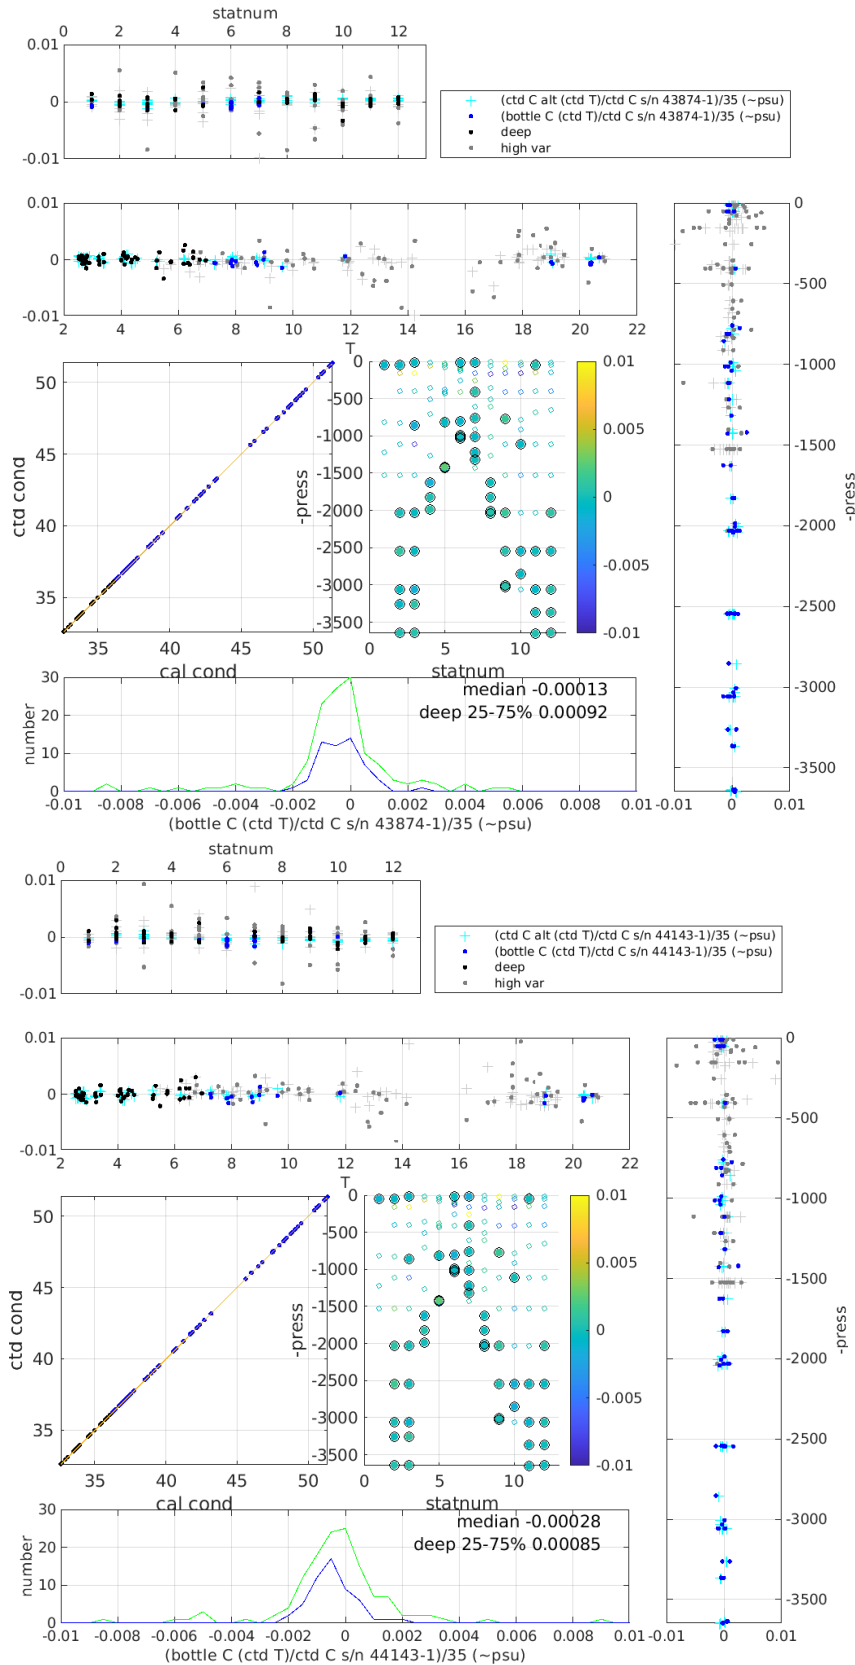 statnum
0 2 4 6 8 10 12
0.01
0
-0.01
(ctd C alt (ctd T)/ctd C s/n 43874-1)/35 (~psu)
(bottle C (ctd T)/ctd C s/n 43874-1)/35 (~psu)
deep
high var
0.01
0
-0.01
2 4 6 8 10 12 14 16 18 20 22
T
0
-500
-1000
-1500
-2000
-2500
-3000
-3500
-press
-0.01 0 0.01
50
45
40
35
ctd cond
35 40 45 50
cal cond
0
-500
-1000
-1500
-2000
-2500
-3000
-3500
-press
0 5 10
statnum
0.01
0.005
0
-0.005
-0.01
30
20
10
0
number
median -0.00013
deep 25-75% 0.00092
-0.01 -0.008 -0.006 -0.004 -0.002 0 0.002 0.004 0.006 0.008 0.01
(bottle C (ctd T)/ctd C s/n 43874-1)/35 (~psu)
statnum
0 2 4 6 8 10 12
0.01
0
-0.01
(ctd C alt (ctd T)/ctd C s/n 44143-1)/35 (~psu)
(bottle C (ctd T)/ctd C s/n 44143-1)/35 (~psu)
deep
high var
0.01
0
-0.01
2 4 6 8 10 12 14 16 18 20 22
T
0
-500
-1000
-1500
-2000
-2500
-3000
-3500
-press
-0.01 0 0.01
50
45
40
35
ctd cond
35 40 45 50
cal cond
0
-500
-1000
-1500
-2000
-2500
-3000
-3500
-press
0 5 10
statnum
0.01
0.005
0
-0.005
-0.01
30
20
10
0
number
median -0.00028
deep 25-75% 0.00085
-0.01 -0.008 -0.006 -0.004 -0.002 0 0.002 0.004 0.006 0.008 0.01
(bottle C (ctd T)/ctd C s/n 44143-1)/35 (~psu)